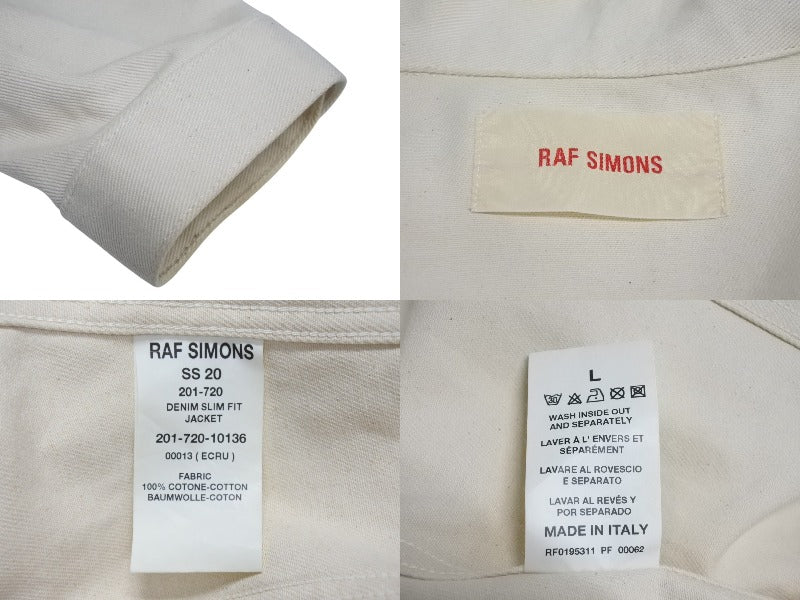 RAF SIMONS
RAF SIMONS
SS 20
201-720
DENIM SLIM FIT
JACKET
201-720-10136
00013 ( ECRU )
FABRIC
100% COTONE-COTTON
BAUMWOLLE-COTON
L
30
WASH INSIDE OUT
AND SEPARATELY
LAVER À L' ENVERS ET
SÉPARÉMENT
LAVARE AL ROVESCIO
E SEPARATO
LAVAR AL REVÉS Y
POR SEPARADO
MADE IN ITALY
RF0195311 PF 00062